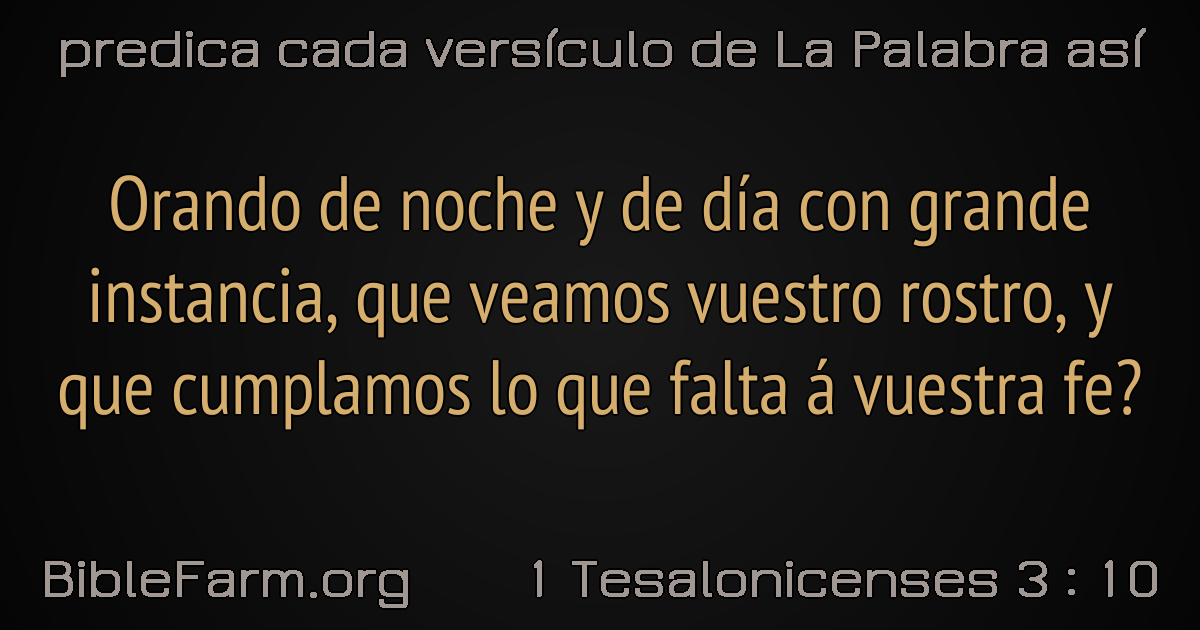 predica cada versículo de La Palabra así
Orando de noche y de día con grande
instancia, que veamos vuestro rostro, y
que cumplamos lo que falta á vuestra fe?
BibleFarm.org 1 Tesalonicenses 3 : 10